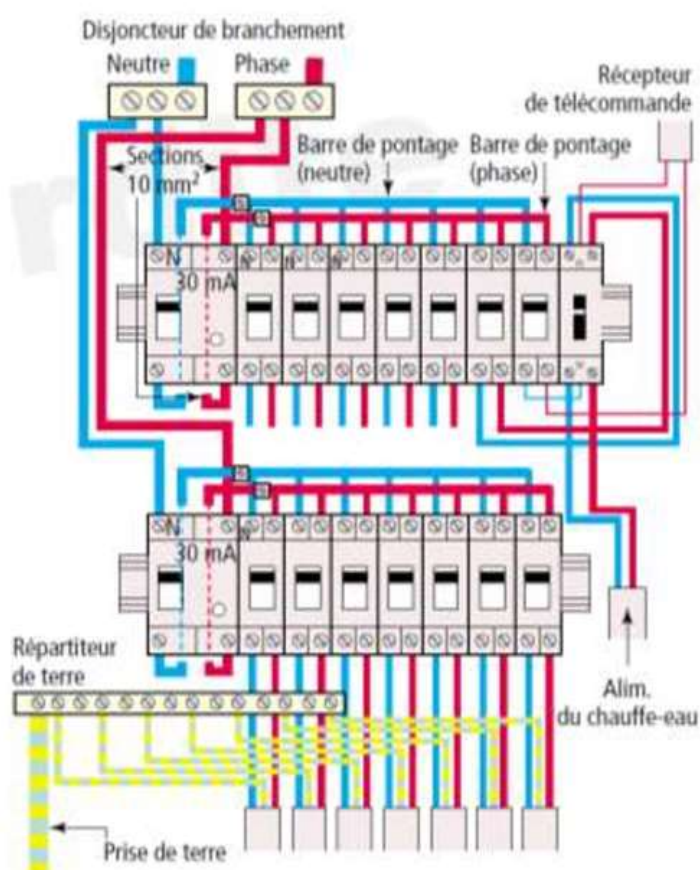 Disjoncteur de branchement
Neutre
Phase
Récepteur
de télécommande
Sections
10 mm²
Barre de pontage
(neutre)
Barre de pontage
(phase)
N
30 mA
N
N
N
N
30 mA
N
Répartiteur
de terre
Alim.
du chauffe-eau
Prise de terre